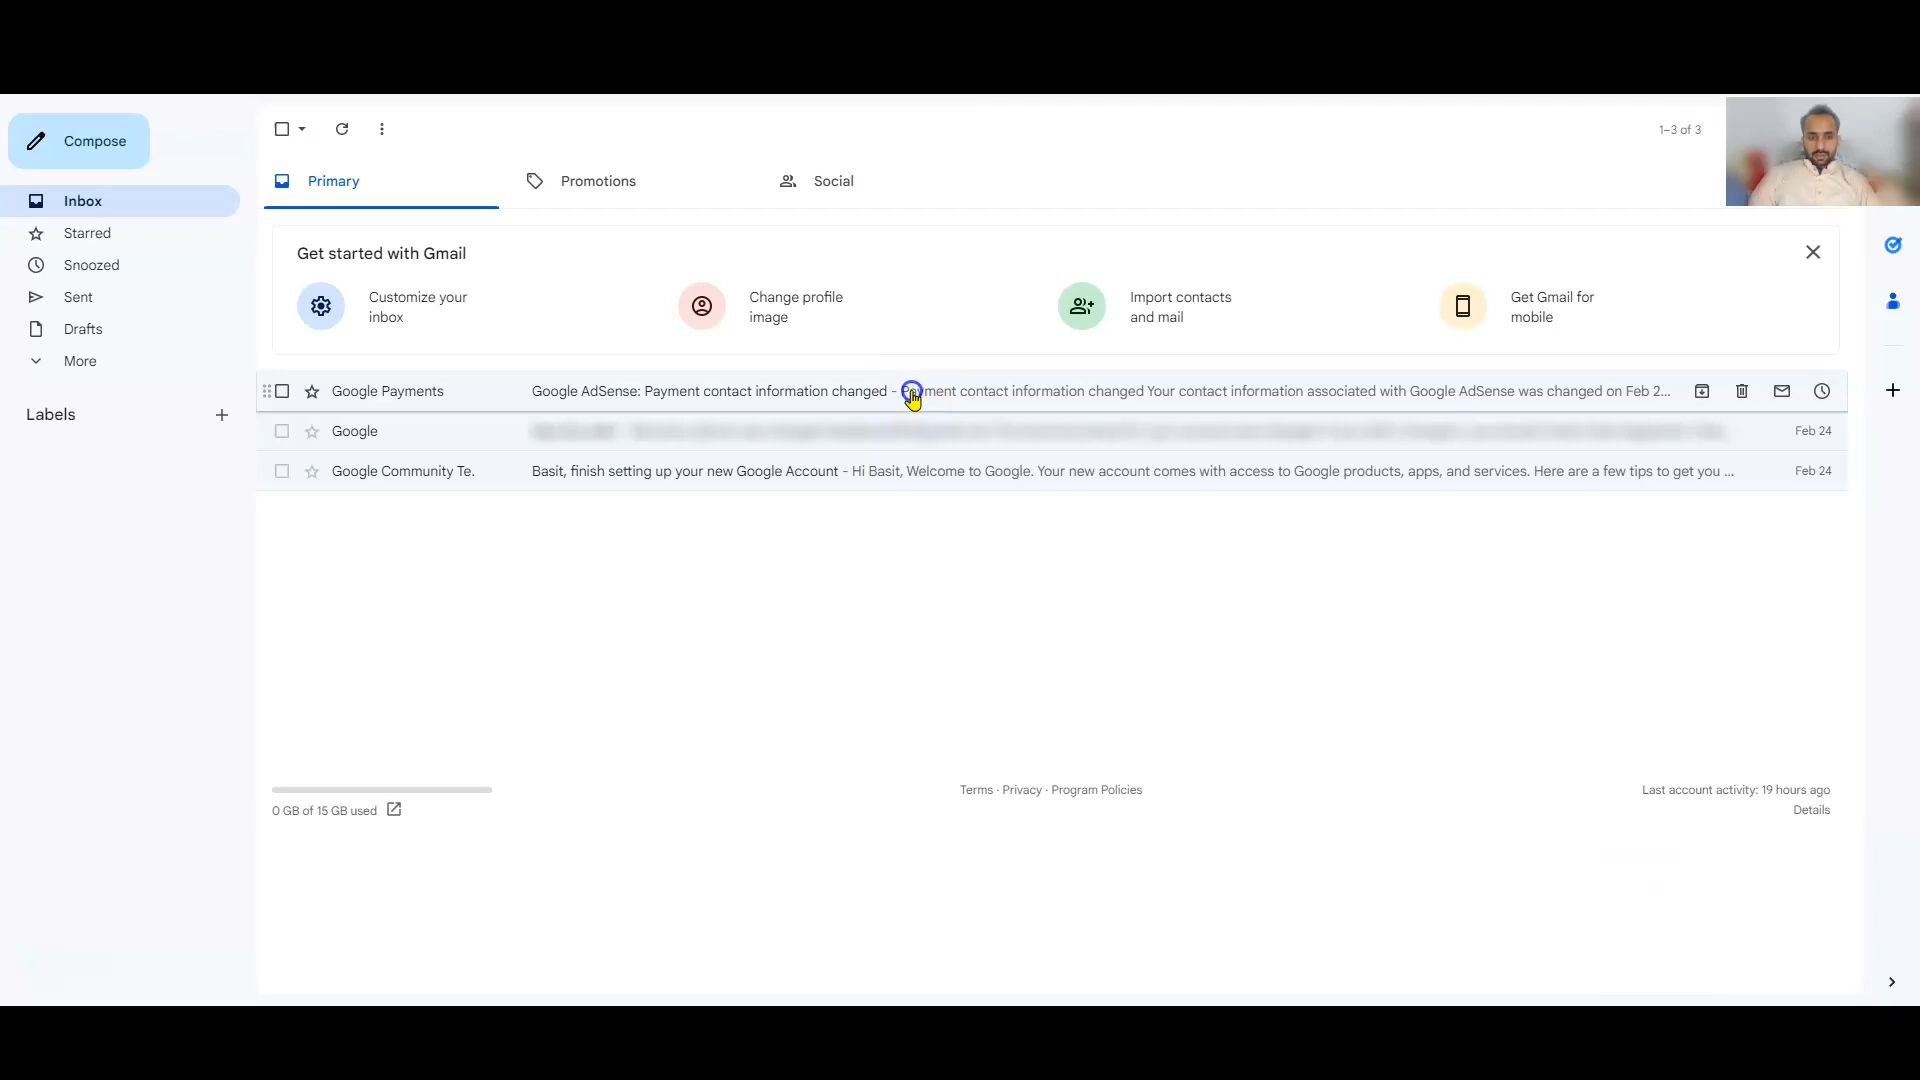 Compose
1–3 of 3
Primary
Promotions
Social
Inbox
Starred
Snoozed
Sent
Drafts
More
Labels
Get started with Gmail
Customize your
inbox
Change profile
image
Import contacts
and mail
Get Gmail for
mobile
Google Payments Google AdSense: Payment contact information changed - Payment contact information changed Your contact information associated with Google AdSense was changed on Feb 2...
Google Feb 24
Google Community Te. Basit, finish setting up your new Google Account - Hi Basit, Welcome to Google. Your new account comes with access to Google products, apps, and services. Here are a few tips to get you ... Feb 24
0 GB of 15 GB used
Terms · Privacy · Program Policies
Last account activity: 19 hours ago
Details